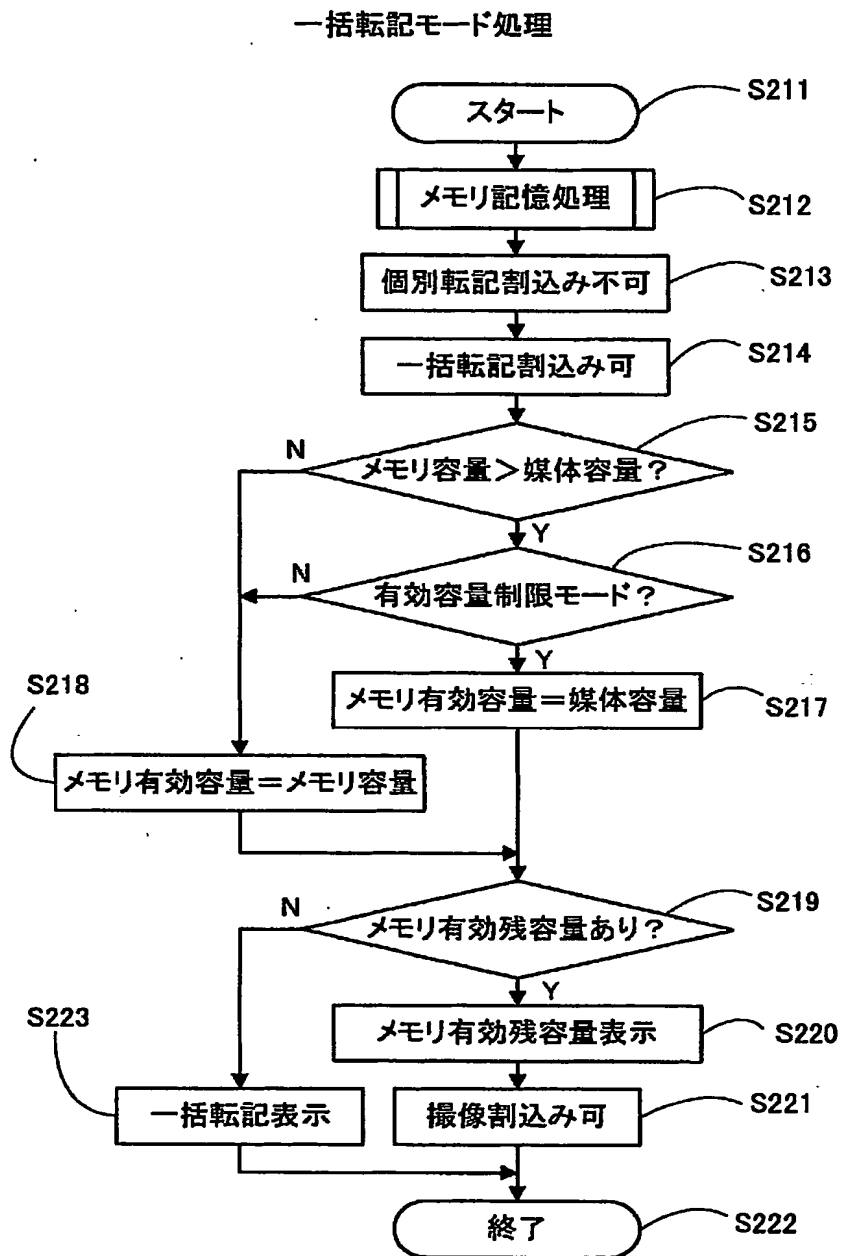 一括転記モード処理
スタート
S211
メモリ記憶処理
S212
個別転記割込み不可
S213
一括転記割込み可
S214
メモリ容量>媒体容量?
S215
N
Y
有効容量制限モード?
S216
N
Y
メモリ有効容量=媒体容量
S217
S218
メモリ有効容量=メモリ容量
メモリ有効残容量あり?
S219
N
Y
メモリ有効残容量表示
S220
S223
一括転記表示
撮像割込み可
S221
終了
S222